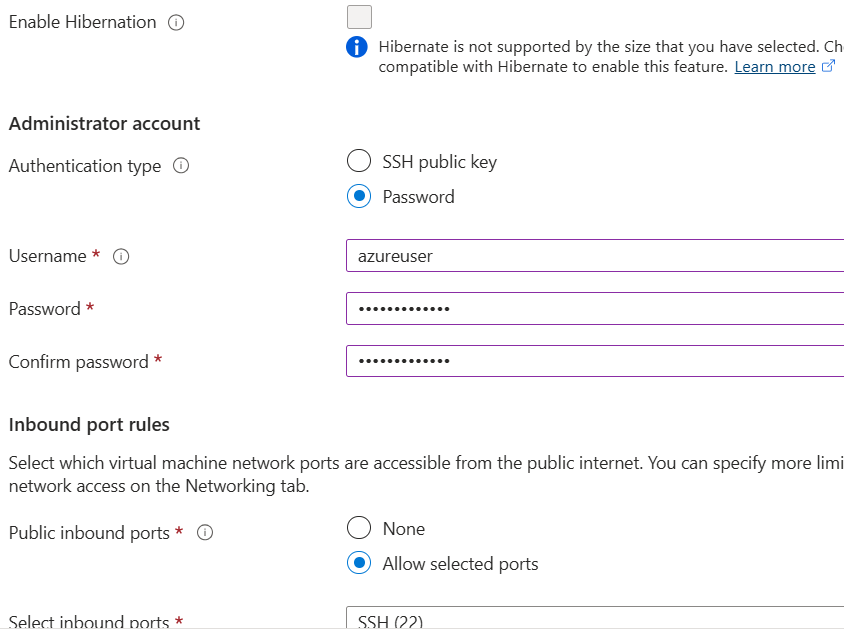 Enable Hibernation
Hibernate is not supported by the size that you have selected. Ch
compatible with Hibernate to enable this feature. Learn more
Administrator account
Authentication type
SSH public key
Password
Username *
azureuser
Password *
•••••••••••••
Confirm password *
•••••••••••••
Inbound port rules
Select which virtual machine network ports are accessible from the public internet. You can specify more limi
network access on the Networking tab.
Public inbound ports *
None
Allow selected ports
Select inbound ports *
SSH (22)